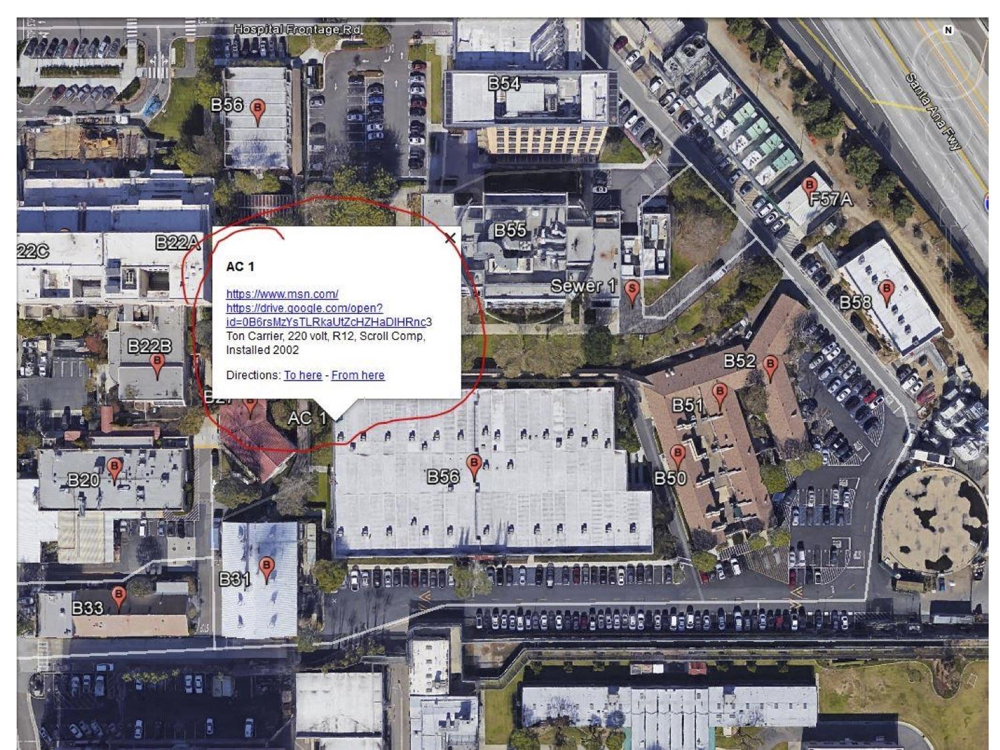 Hospital Frontage Rd
N
B54
B56
Santa Ana Fwy
F57A
B55
B22A
22C
AC 1
https://www.msn.com/
https://drive.google.com/open?
id=0B6rsMzYsTLRkaUtZcHZHaDlHRnc3
Ton Carrier, 220 volt, R12, Scroll Comp,
Installed 2002
Directions: To here - From here
Sewer 1
B58
B22B
B52
B27
B51
AC 1
B20
B56
B50
B31
B33